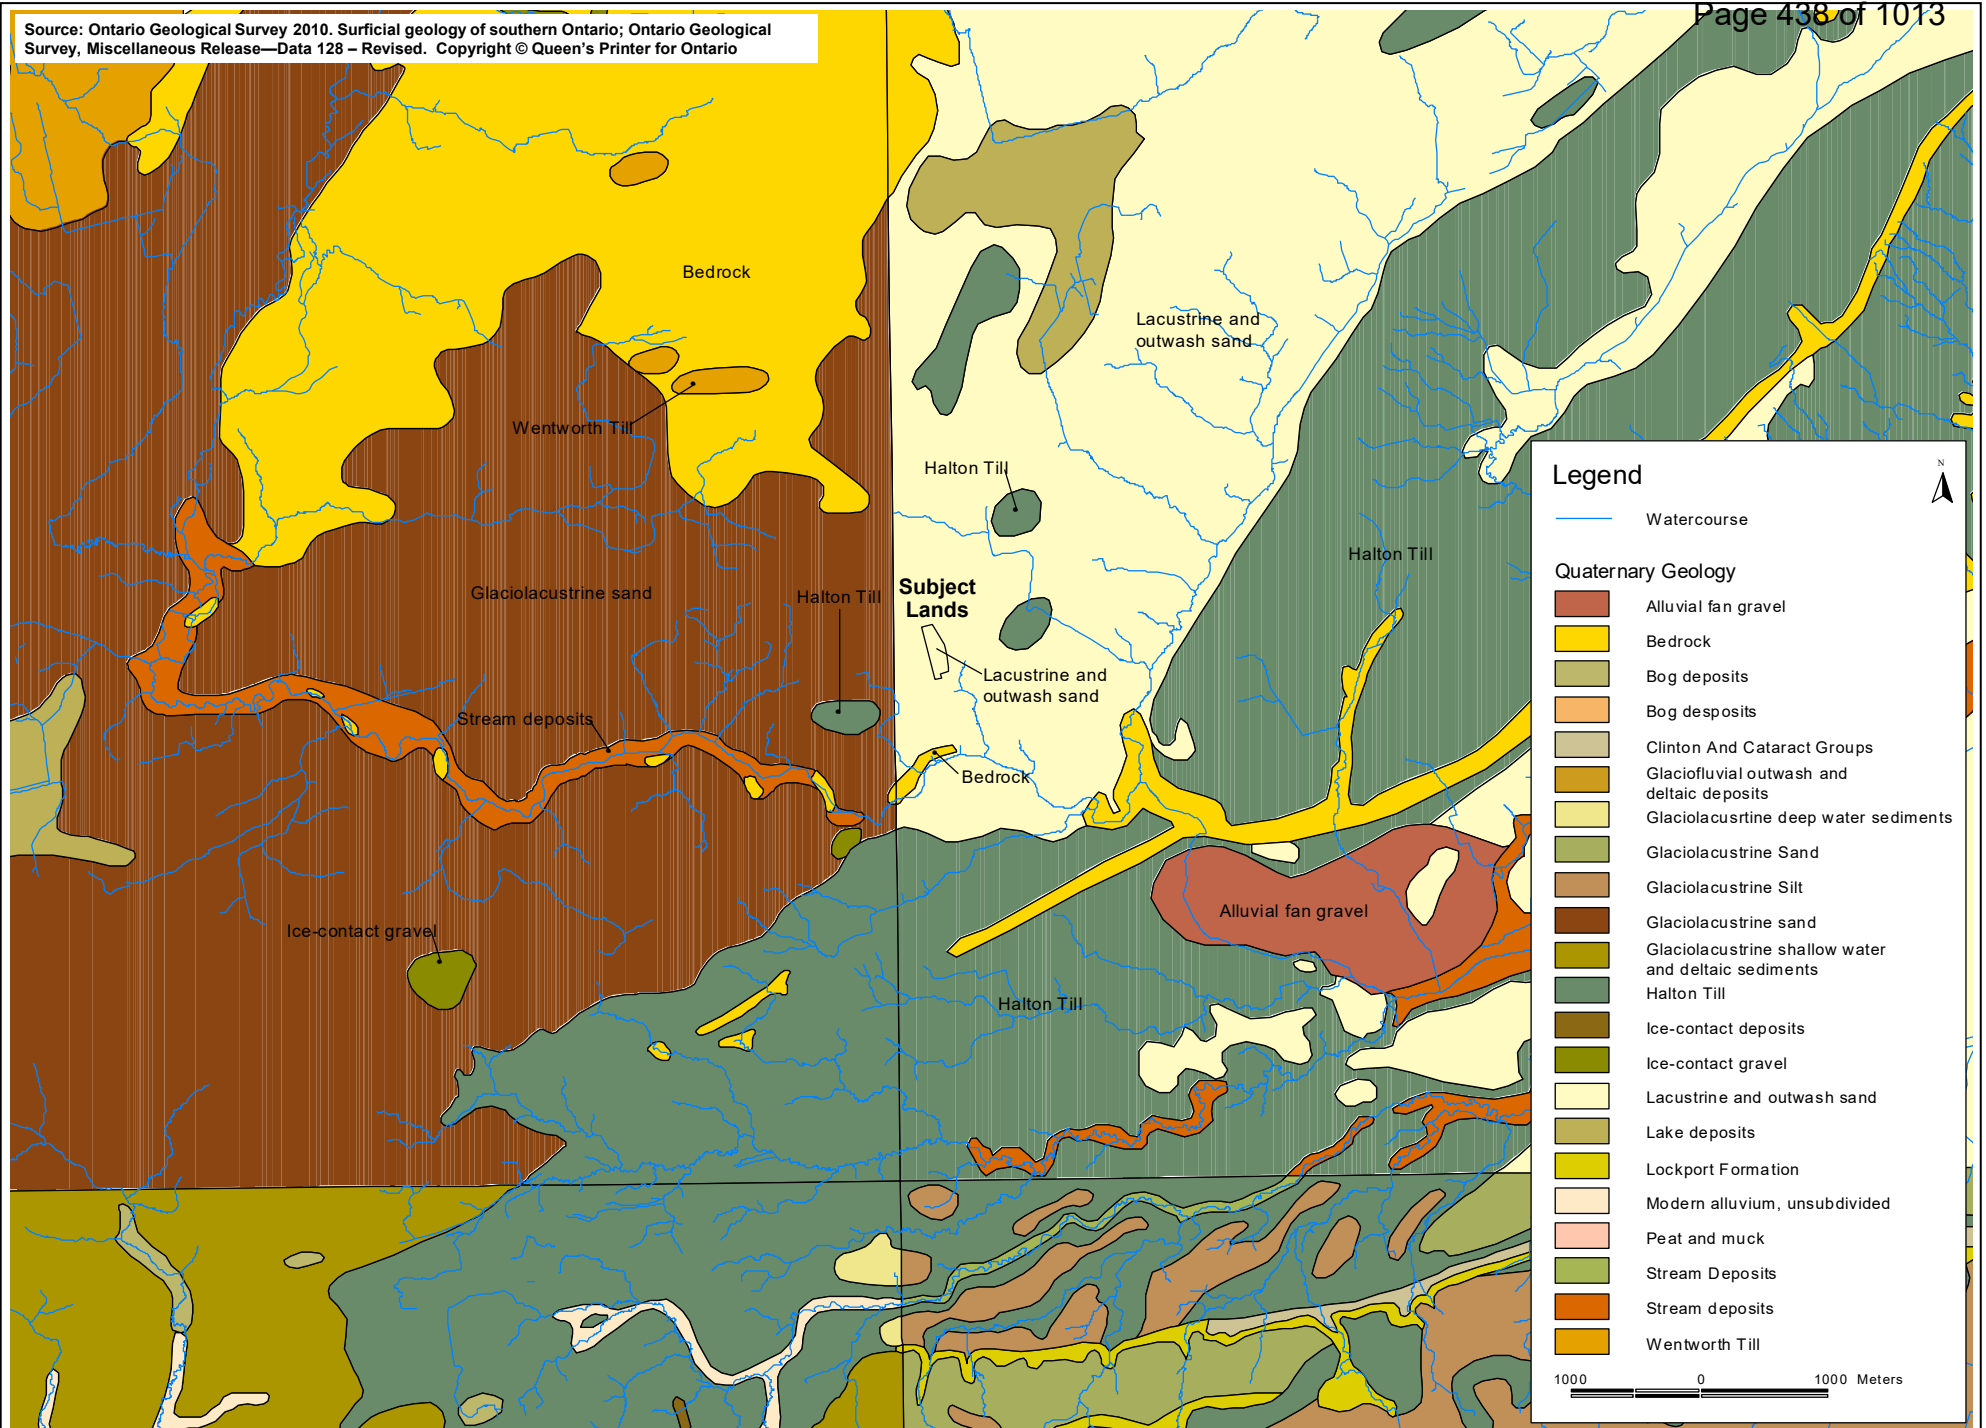 Page 438 of 1013
Source: Ontario Geological Survey 2010. Surficial geology of southern Ontario; Ontario Geological
Survey, Miscellaneous Release—Data 128 – Revised. Copyright © Queen's Printer for Ontario
Bedrock
Lacustrine and
outwash sand
Wentworth Till
Halton Till
Halton Till
Glaciolacustrine sand
Halton Till
Subject
Lands
Lacustrine and
outwash sand
Stream deposits
Bedrock
Alluvial fan gravel
Ice-contact gravel
Halton Till
Legend
N
Watercourse
Quaternary Geology
Alluvial fan gravel
Bedrock
Bog deposits
Bog desposits
Clinton And Cataract Groups
Glaciofluvial outwash and
deltaic deposits
Glaciolacusrtine deep water sediments
Glaciolacustrine Sand
Glaciolacustrine Silt
Glaciolacustrine sand
Glaciolacustrine shallow water
and deltaic sediments
Halton Till
Ice-contact deposits
Ice-contact gravel
Lacustrine and outwash sand
Lake deposits
Lockport Formation
Modern alluvium, unsubdivided
Peat and muck
Stream Deposits
Stream deposits
Wentworth Till
1000 0 1000 Meters